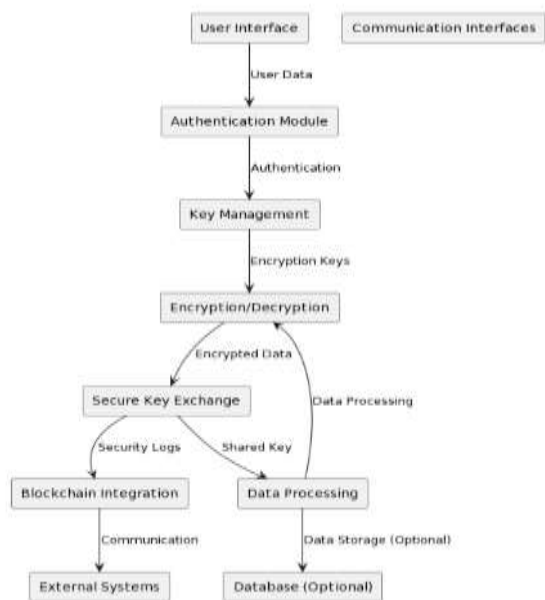 User Interface
Communication Interfaces
User Data
Authentication Module
Authentication
Key Management
Encryption Keys
Encryption/Decryption
Encrypted Data
Secure Key Exchange
Data Processing
Security Logs
Shared Key
Blockchain Integration
Data Processing
Communication
Data Storage (Optional)
External Systems
Database (Optional)